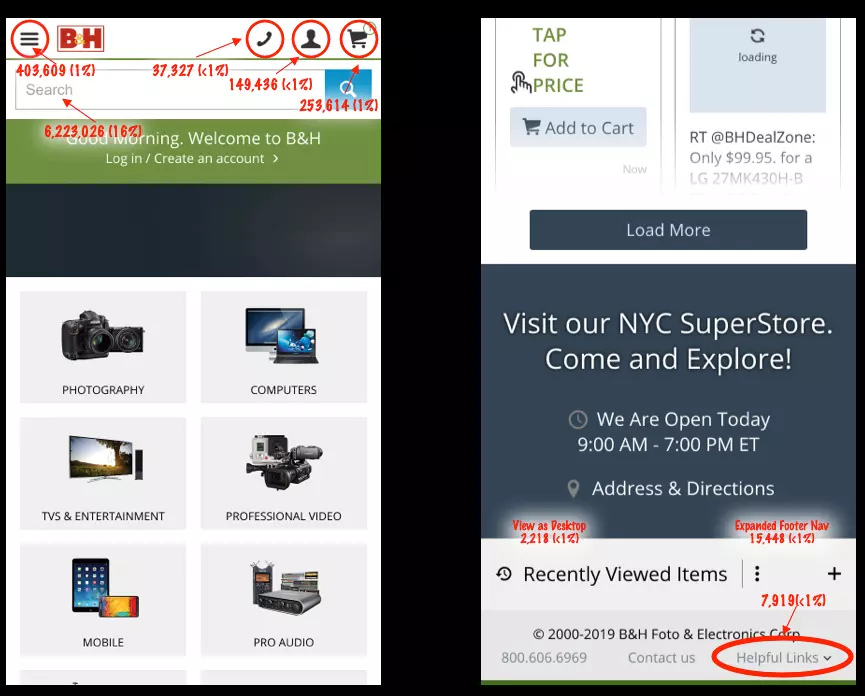 B&H
403,609 (1%)
37,327 (<1%)
149,436 (<1%)
253,614 (1%)
Search
6,223,026 (16%)
Good Morning. Welcome to B&H
Log in / Create an account >
PHOTOGRAPHY
COMPUTERS
TVS & ENTERTAINMENT
PROFESSIONAL VIDEO
MOBILE
PRO AUDIO
TAP
FOR
PRICE
Add to Cart
Now
loading
RT @BHDealZone:
Only $99.95. for a
LG 27MK430H-B
Load More
Visit our NYC SuperStore.
Come and Explore!
We Are Open Today
9:00 AM - 7:00 PM ET
Address & Directions
View as Desktop
2,218 (<1%)
Expanded Footer Nav
15,448 (<1%)
Recently Viewed Items
7,919(<1%)
© 2000-2019 B&H Foto & Electronics Corp
800.606.6969
Contact us
Helpful Links